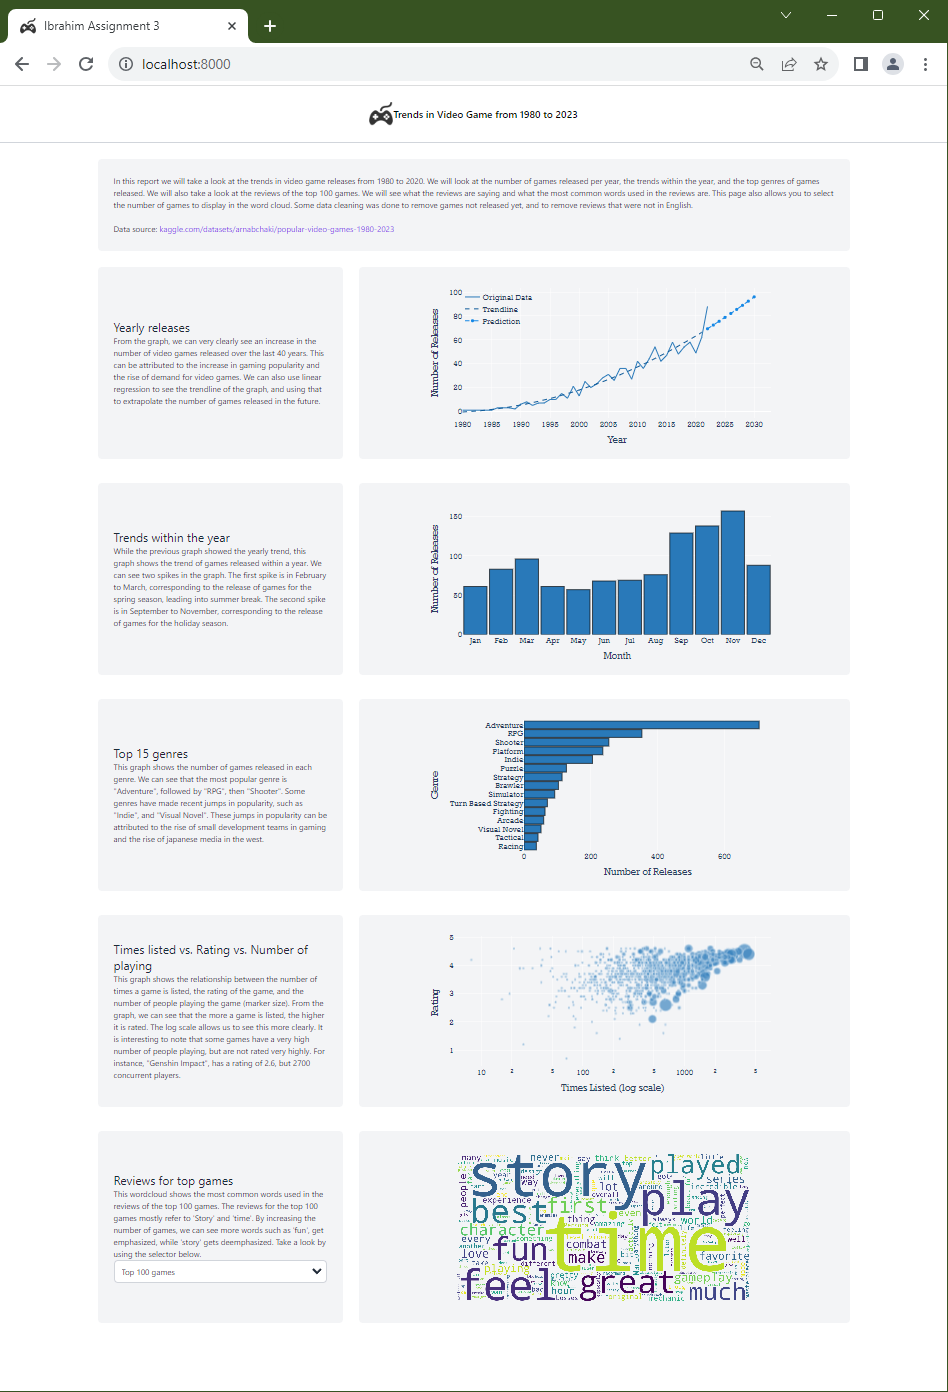 Ibrahim Assignment 3
localhost:8000
Trends in Video Game from 1980 to 2023
In this report we will take a look at the trends in video game releases from 1980 to 2020. We will look at the number of games released per year, the trends within the year, and the top genres of games
released. We will also take a look at the reviews of the top 100 games. We will see what the reviews are saying and what the most common words used in the reviews are. This page also allows you to select
the number of games to display in the word cloud. Some data cleaning was done to remove games not released yet, and to remove reviews that were not in English.
Data source: kaggle.com/datasets/arnabchaki/popular-video-games-1980-2023
Yearly releases
From the graph, we can very clearly see an increase in the
number of video games released over the last 40 years. This
can be attributed to the increase in gaming popularity and
the rise of demand for video games. We can also use linear
regression to see the trendline of the graph, and using that
to extrapolate the number of games released in the future.
Number of Releases
100
80
60
40
20
0
Original Data
Trendline
Prediction
1980 1985 1990 1995 2000 2005 2010 2015 2020 2025 2030
Year
Trends within the year
While the previous graph showed the yearly trend, this
graph shows the trend of games released within a year. We
can see two spikes in the graph. The first spike is in February
to March, corresponding to the release of games for the
spring season, leading into summer break. The second spike
is in September to November, corresponding to the release
of games for the holiday season.
Number of Releases
150
100
50
0
Jan Feb Mar Apr May Jun Jul Aug Sep Oct Nov Dec
Month
Top 15 genres
This graph shows the number of games released in each
genre. We can see that the most popular genre is
"Adventure", followed by "RPG", then "Shooter". Some
genres have made recent jumps in popularity, such as
"Indie", and "Visual Novel". These jumps in popularity can be
attributed to the rise of small development teams in gaming
and the rise of japanese media in the west.
Genre
Adventure
RPG
Shooter
Platform
Indie
Puzzle
Strategy
Brawler
Simulator
Turn Based Strategy
Fighting
Arcade
Visual Novel
Tactical
Racing
0 200 400 600
Number of Releases
Times listed vs. Rating vs. Number of
playing
This graph shows the relationship between the number of
times a game is listed, the rating of the game, and the
number of people playing the game (marker size). From the
graph, we can see that the more a game is listed, the higher
it is rated. The log scale allows us to see this more clearly. It
is interesting to note that some games have a very high
number of people playing, but are not rated very highly. For
instance, "Genshin Impact", has a rating of 2.6, but 2700
concurrent players.
Rating
5
4
3
2
1
10 2 5 100 2 5 1000 2 5
Times Listed (log scale)
Reviews for top games
This wordcloud shows the most common words used in the
reviews of the top 100 games. The reviews for the top 100
games mostly refer to 'Story' and 'time'. By increasing the
number of games, we can see more words such as 'fun', get
emphasized, while 'story' gets deemphasized. Take a look by
using the selector below.
Top 100 games
many never say think better
story played
people way lot series
experience overall
best first even play
thing world
character time well
every something
another fun combat favorite
love make
playing different gameplay
feel great much
know
hour
mechanic